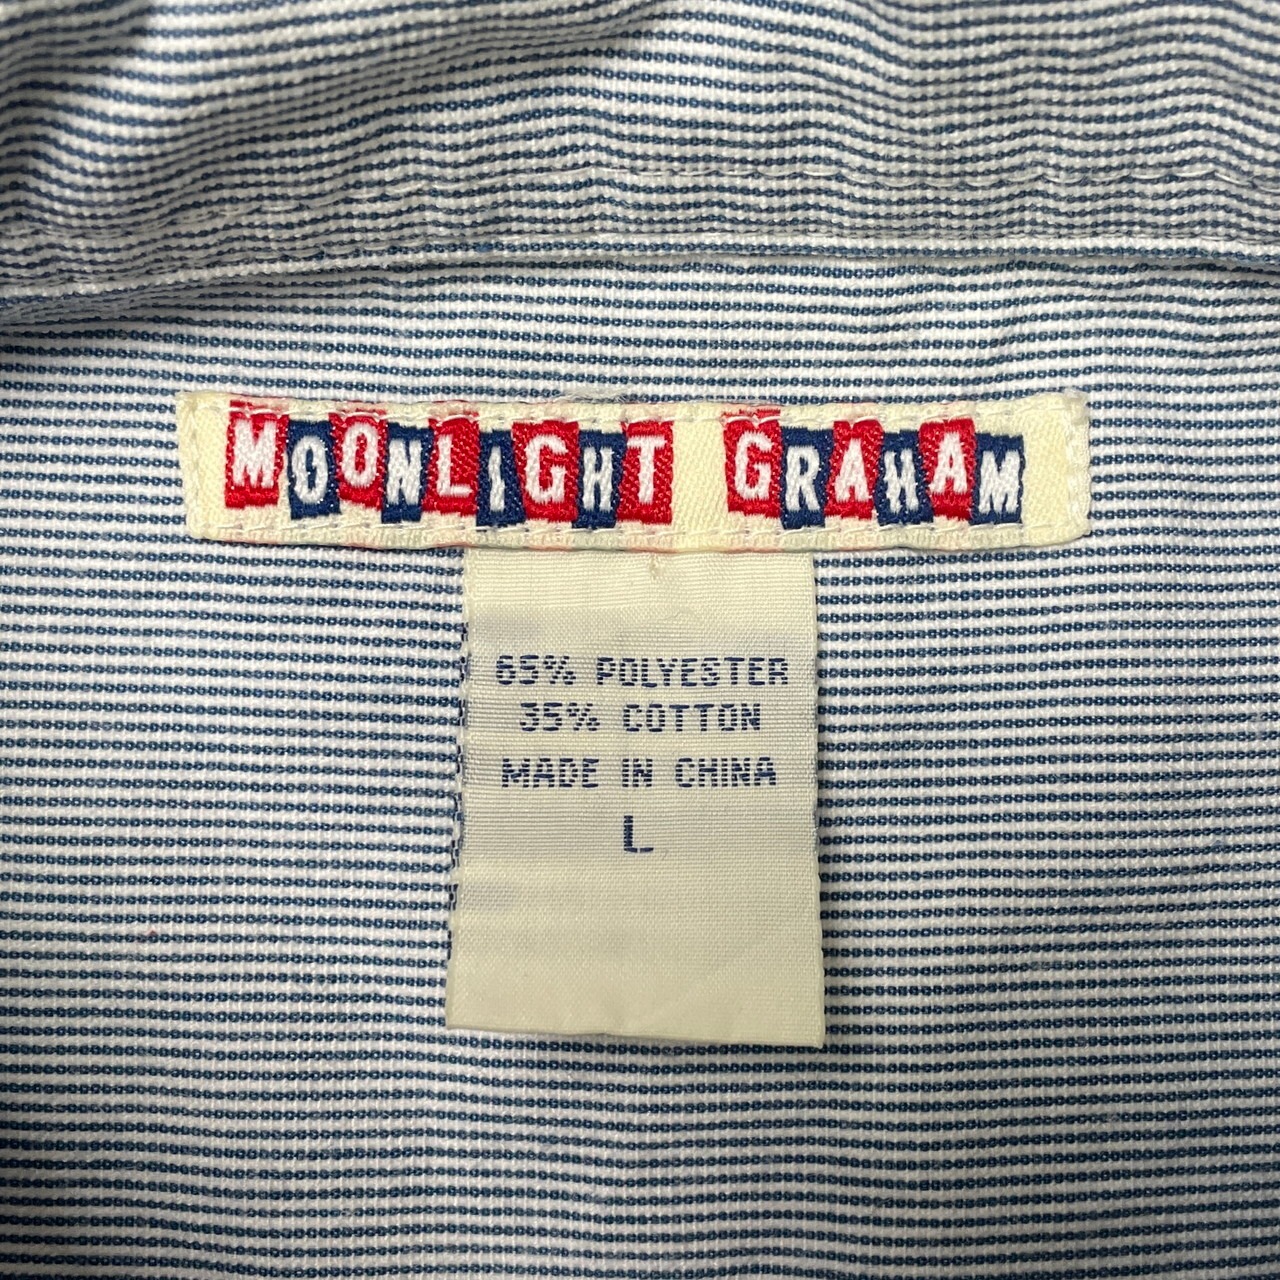 MOONLIGHT GRAHAM
65% POLYESTER
35% COTTON
MADE IN CHINA
L